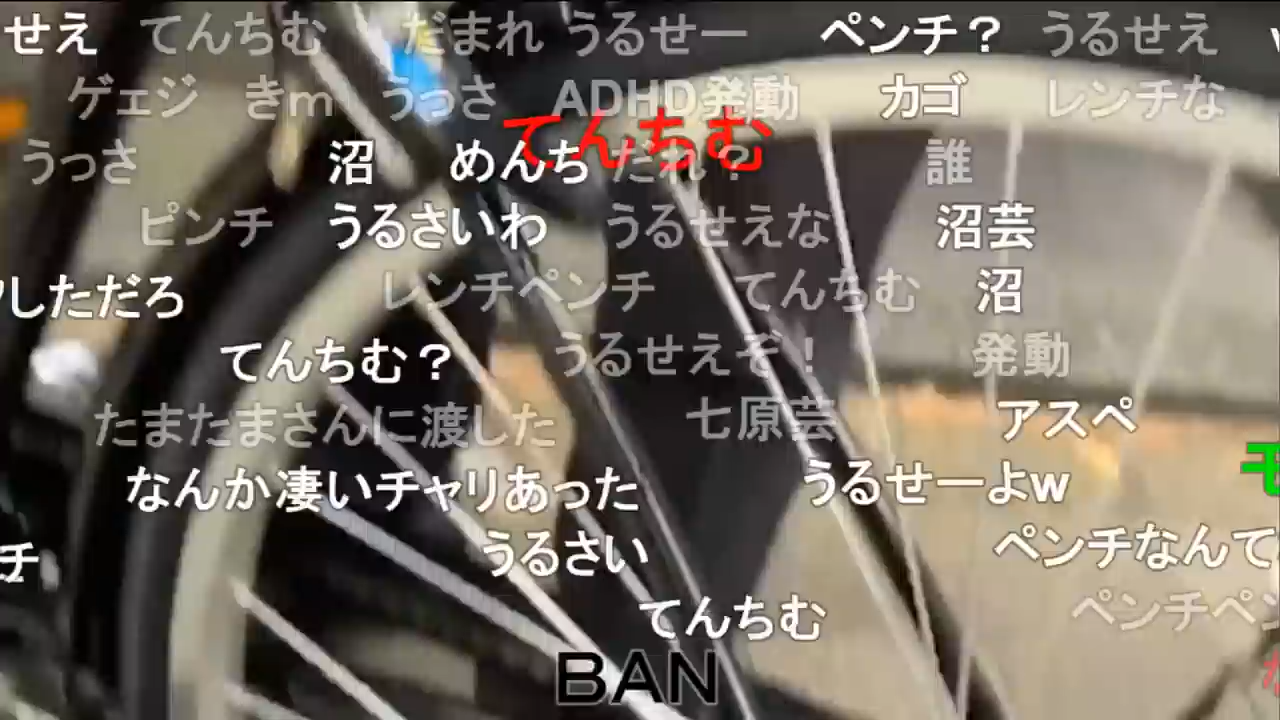 せえ てんちむ だまれ うるせー ペンチ？ うるせえ
ゲェジ きm うっさ ADHD発動 カゴ レンチな
てんちむ
うっさ 沼 めんち だれ？ 誰
ピンチ うるさいわ うるせえな 沼芸
したただろ レンチペンチ てんちむ 沼
てんちむ？ うるせえぞ！ 発動
たまたまさんに渡した 七原芸 アスペ
なんか凄いチャリあった うるせーよw
チ うるさい ペンチなんて
てんちむ ペンチペン
BAN